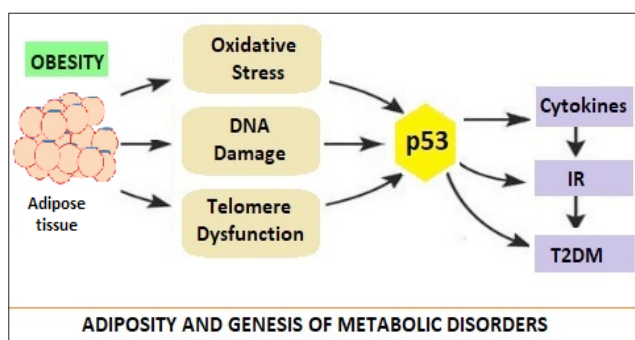 OBESITY
Adipose
tissue
Oxidative
Stress
DNA
Damage
Telomere
Dysfunction
p53
Cytokines
IR
T2DM
ADIPOSITY AND GENESIS OF METABOLIC DISORDERS